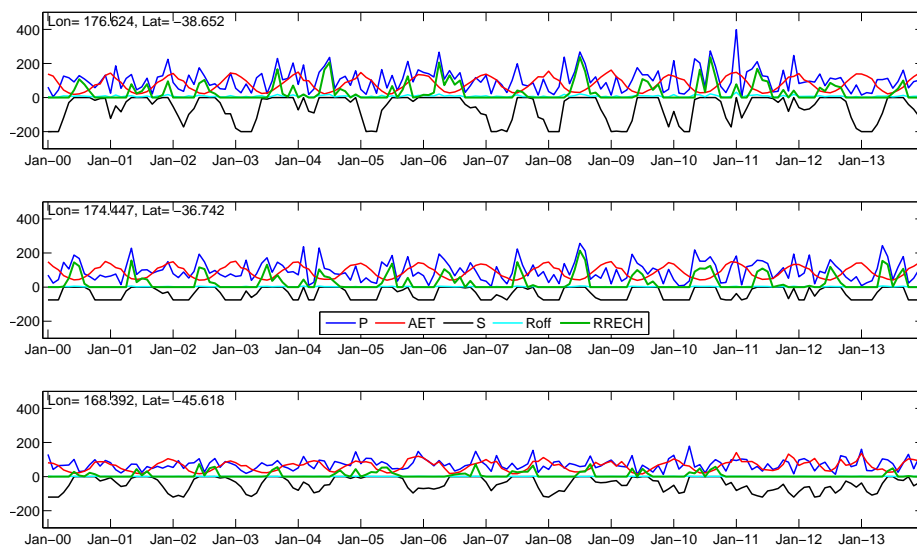 Lon= 176.624, Lat= −38.652
400
200
0
−200
Jan−00 Jan−01 Jan−02 Jan−03 Jan−04 Jan−05 Jan−06 Jan−07 Jan−08 Jan−09 Jan−10 Jan−11 Jan−12 Jan−13
Lon= 174.447, Lat= −36.742
400
200
0
−200
P AET S Roff RRECH
Jan−00 Jan−01 Jan−02 Jan−03 Jan−04 Jan−05 Jan−06 Jan−07 Jan−08 Jan−09 Jan−10 Jan−11 Jan−12 Jan−13
Lon= 168.392, Lat= −45.618
400
200
0
−200
Jan−00 Jan−01 Jan−02 Jan−03 Jan−04 Jan−05 Jan−06 Jan−07 Jan−08 Jan−09 Jan−10 Jan−11 Jan−12 Jan−13